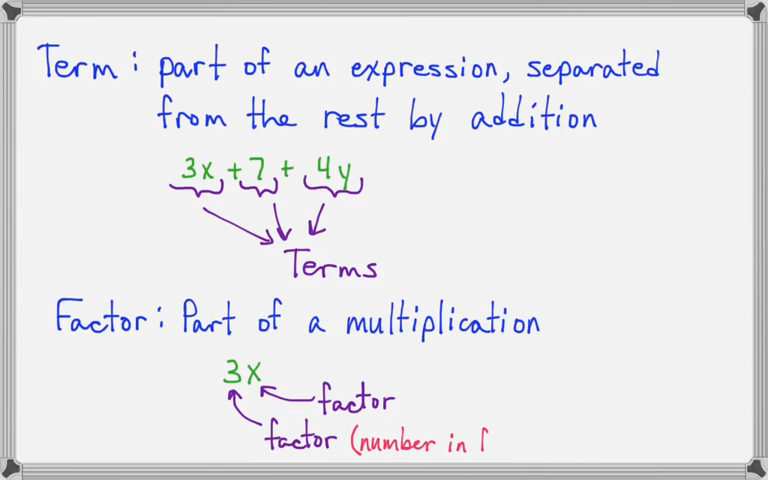 Term: part of an expression, separated
from the rest by addition
3x + 7 + 4y
Terms
Factor: Part of a multiplication
3x
factor
factor (number in